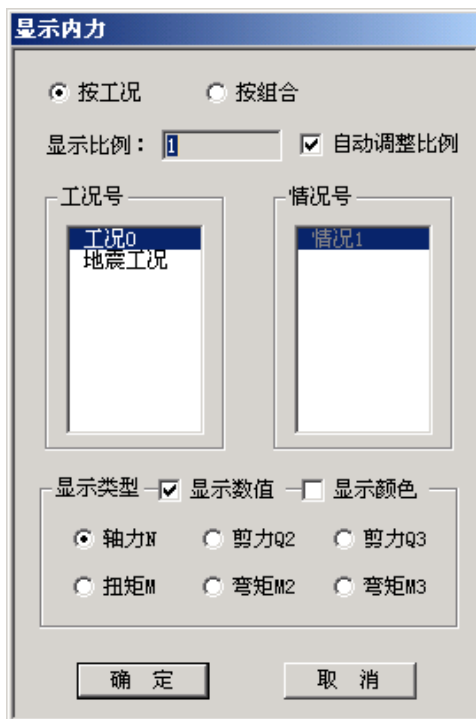 显示内力
按工况 按组合
显示比例： 1 自动调整比例
工况号 情况号
工况0 情况1
地震工况
显示类型 显示数值 显示颜色
轴力N 剪力Q2 剪力Q3
扭矩M 弯矩M2 弯矩M3
确 定 取 消